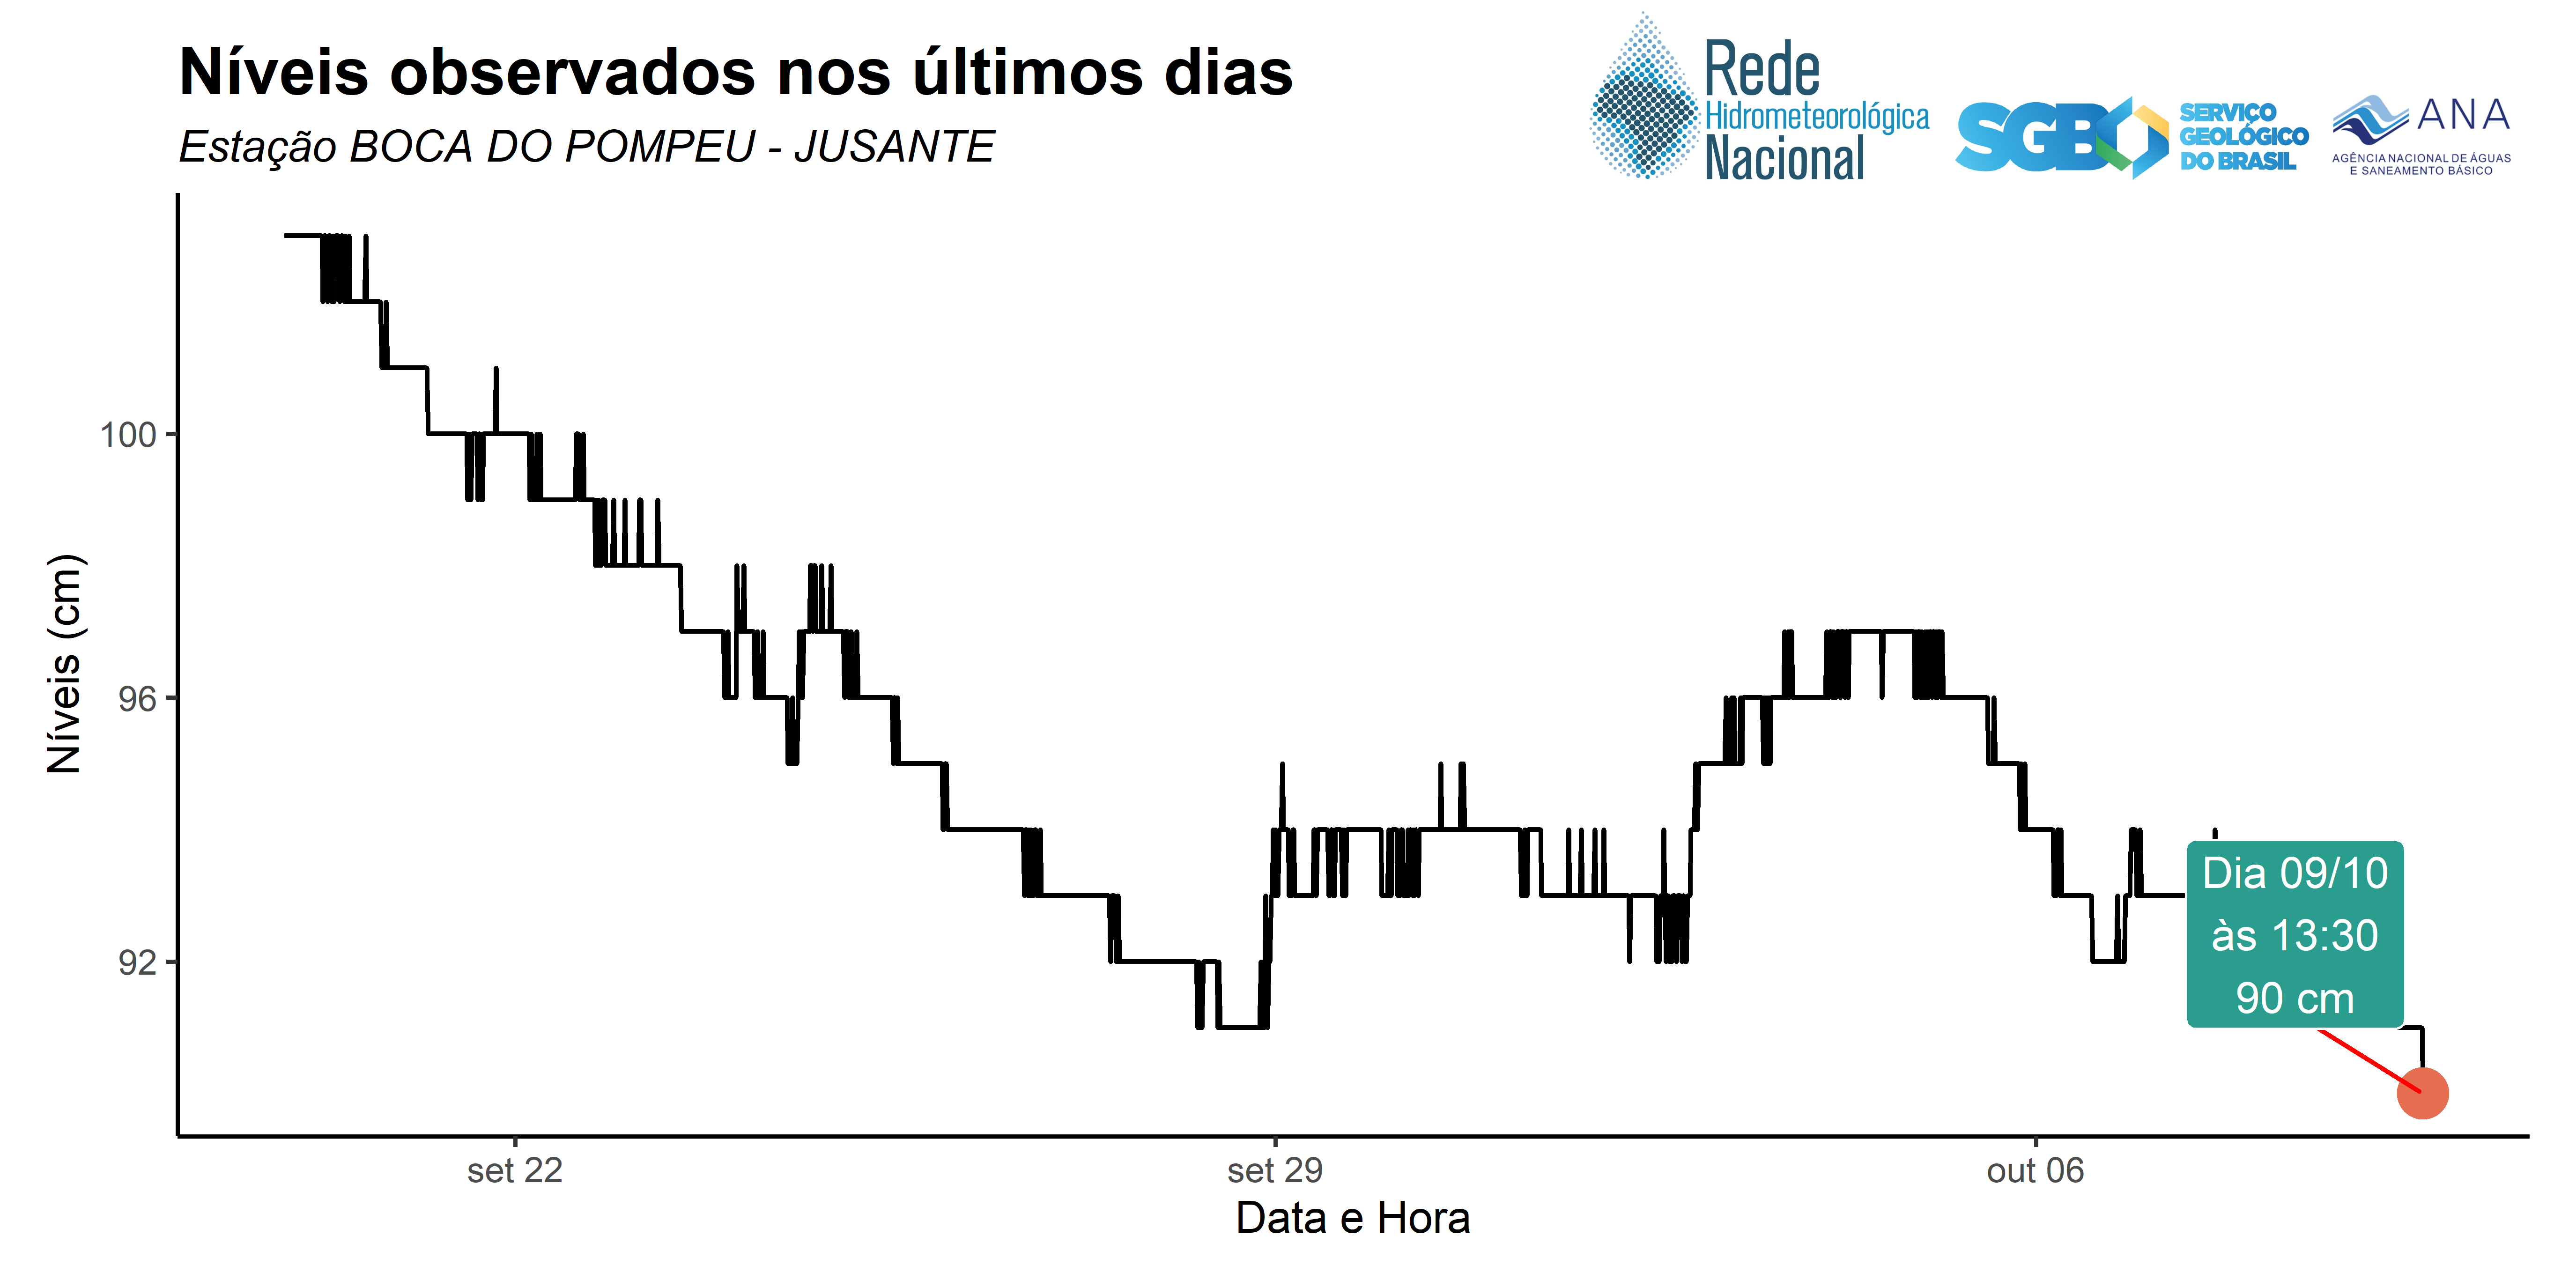 Níveis observados nos últimos dias
Estação BOCA DO POMPEU - JUSANTE
Rede
Hidrometeorológica
Nacional
SGB
SERVIÇO
GEOLÓGICO
DO BRASIL
ANA
AGÊNCIA NACIONAL DE ÁGUAS
E SANEAMENTO BÁSICO
Níveis (cm)
100
96
92
Dia 09/10
às 13:30
90 cm
set 22
set 29
out 06
Data e Hora